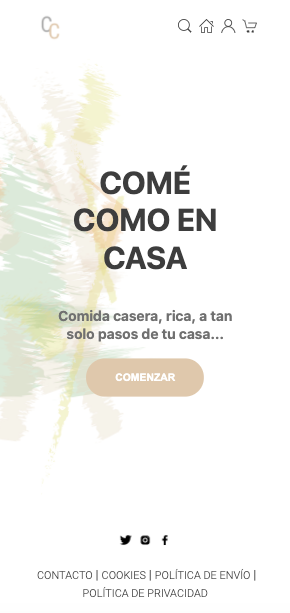 CC
COMÉ
COMO EN
CASA
Comida casera, rica, a tan
solo pasos de tu casa...
COMENZAR
CONTACTO | COOKIES | POLÍTICA DE ENVÍO |
POLÍTICA DE PRIVACIDAD